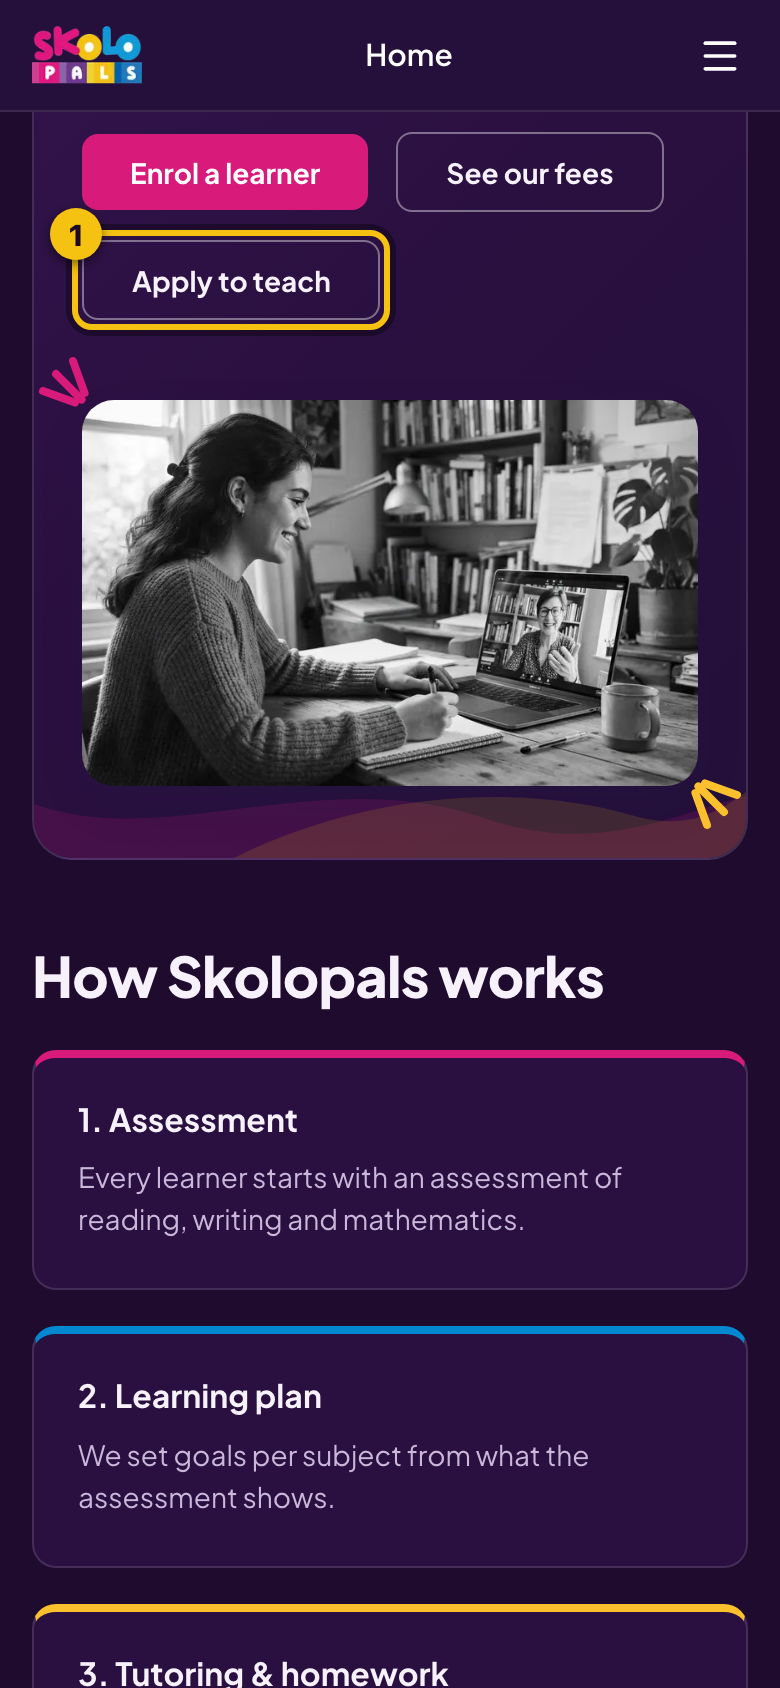 SKOLO
PALS
Home
Enrol a learner
See our fees
1
Apply to teach
How Skolopals works
1. Assessment
Every learner starts with an assessment of
reading, writing and mathematics.
2. Learning plan
We set goals per subject from what the
assessment shows.
3. Tutoring & homework